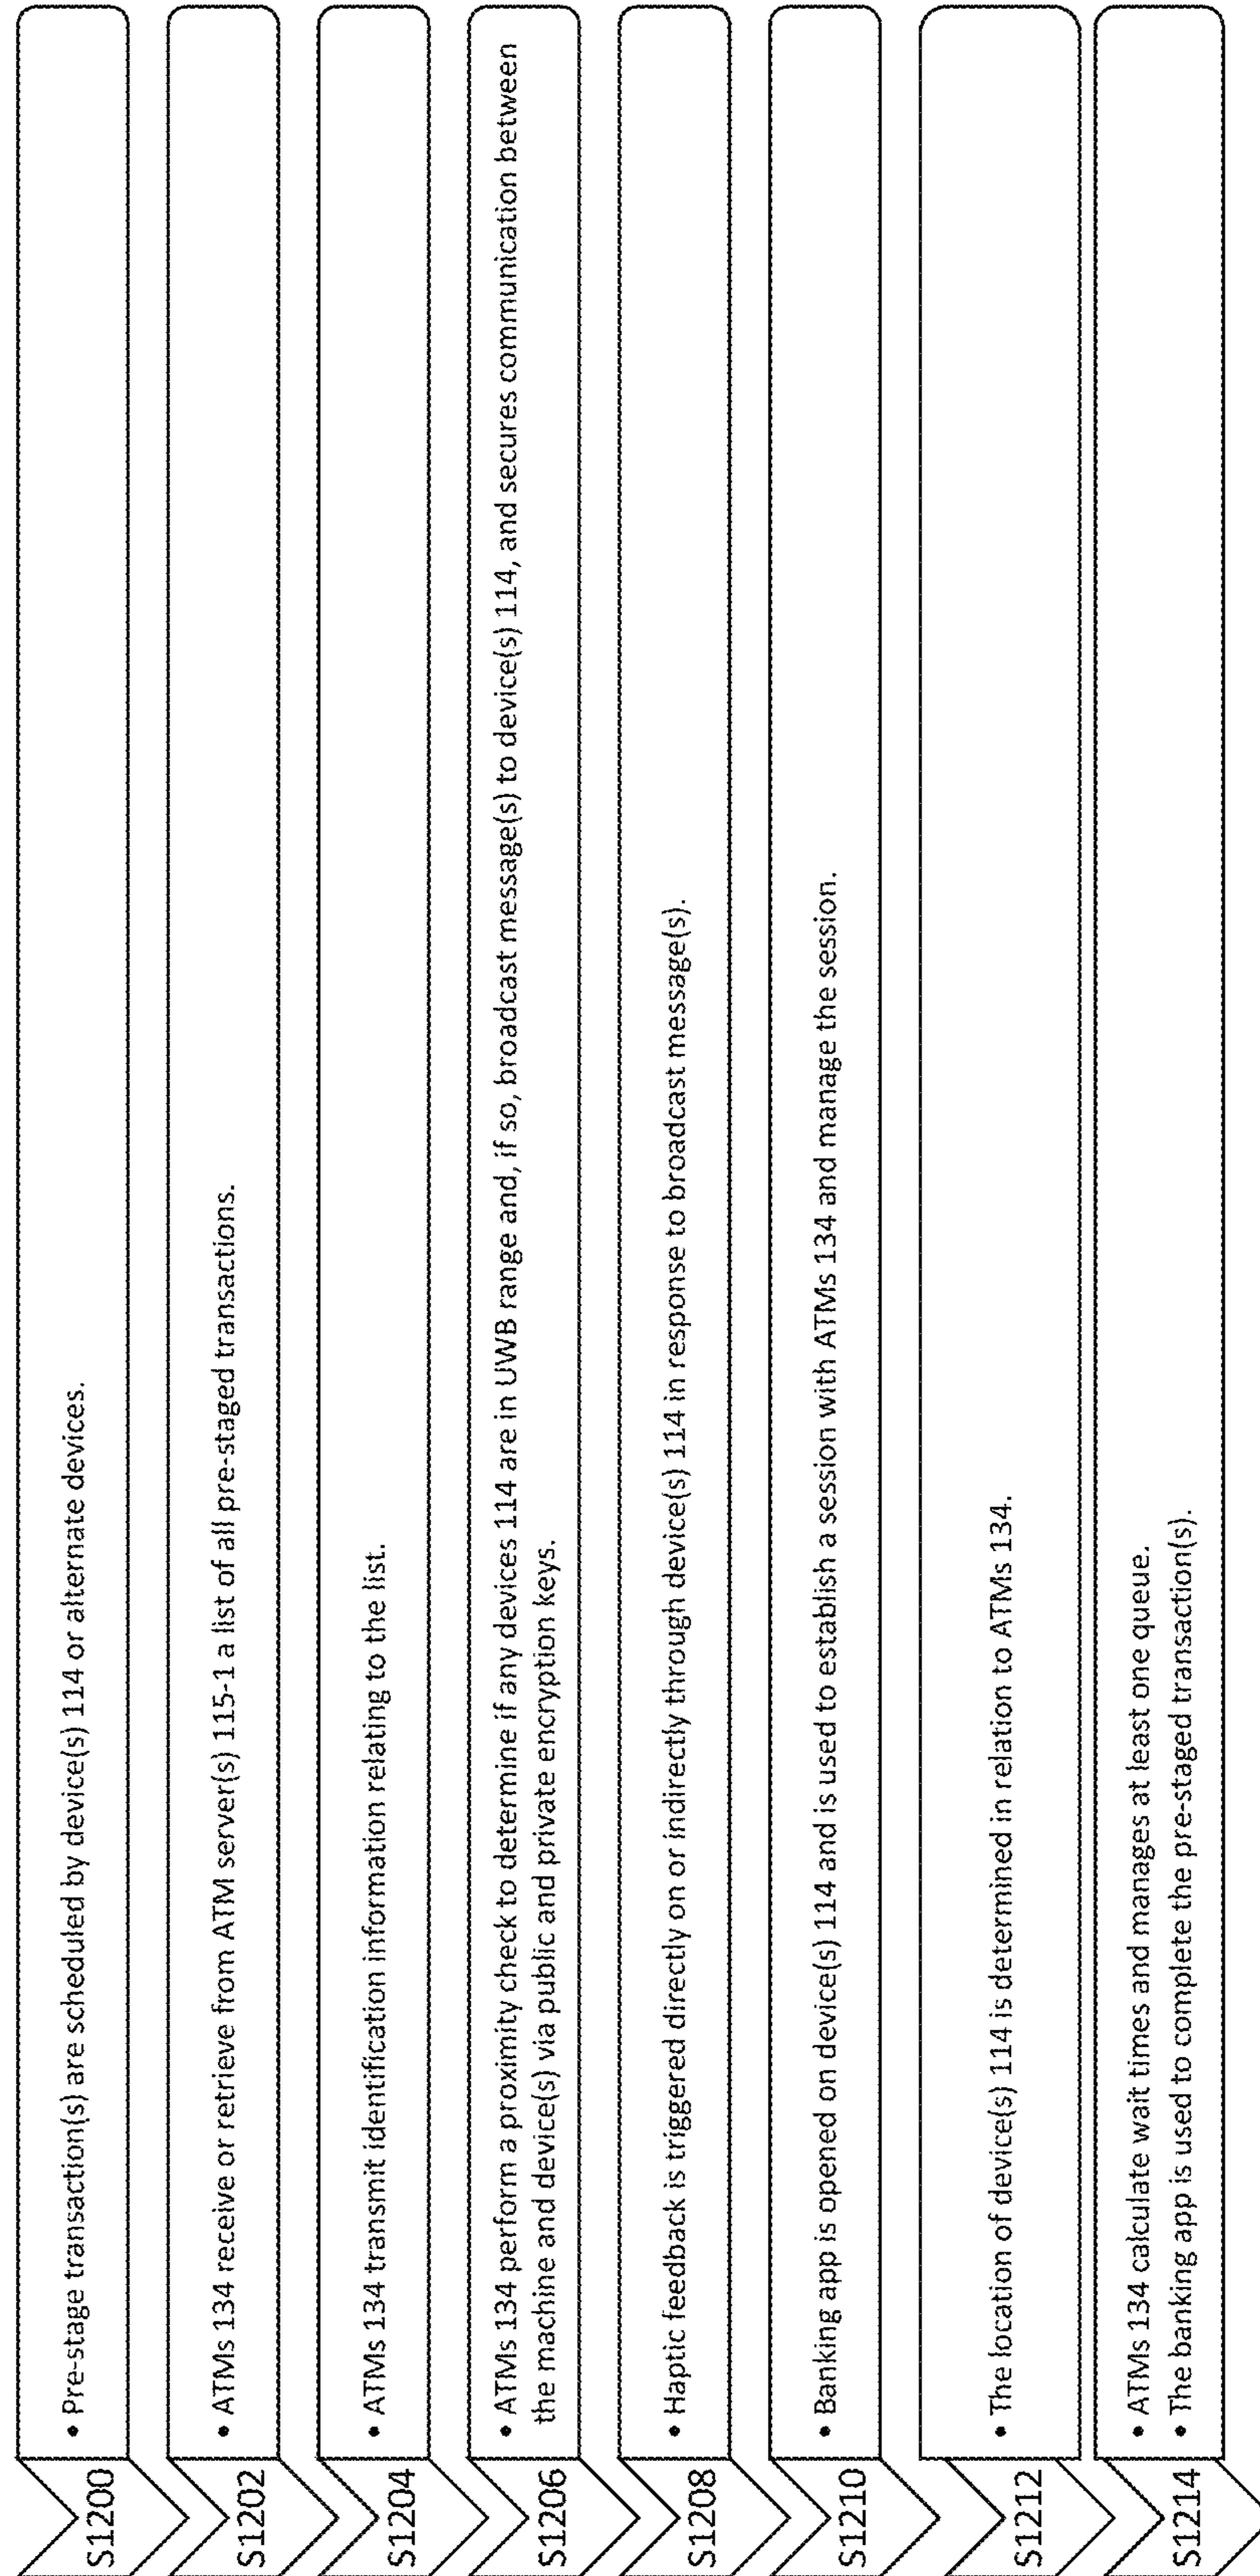 S1200
• Pre-stage transaction(s) are scheduled by device(s) 114 or alternate devices.
S1202
• ATMs 134 receive or retrieve from ATM server(s) 115-1 a list of all pre-staged transactions.
S1204
• ATMs 134 transmit identification information relating to the list.
S1206
• ATMs 134 perform a proximity check to determine if any devices 114 are in UWB range and, if so, broadcast message(s) to device(s) 114, and secures communication between
the machine and device(s) via public and private encryption keys.
S1208
• Haptic feedback is triggered directly on or indirectly through device(s) 114 in response to broadcast message(s).
S1210
• Banking app is opened on device(s) 114 and is used to establish a session with ATMs 134 and manage the session.
S1212
• The location of device(s) 114 is determined in relation to ATMs 134.
S1214
• ATMs 134 calculate wait times and manages at least one queue.
• The banking app is used to complete the pre-staged transaction(s).